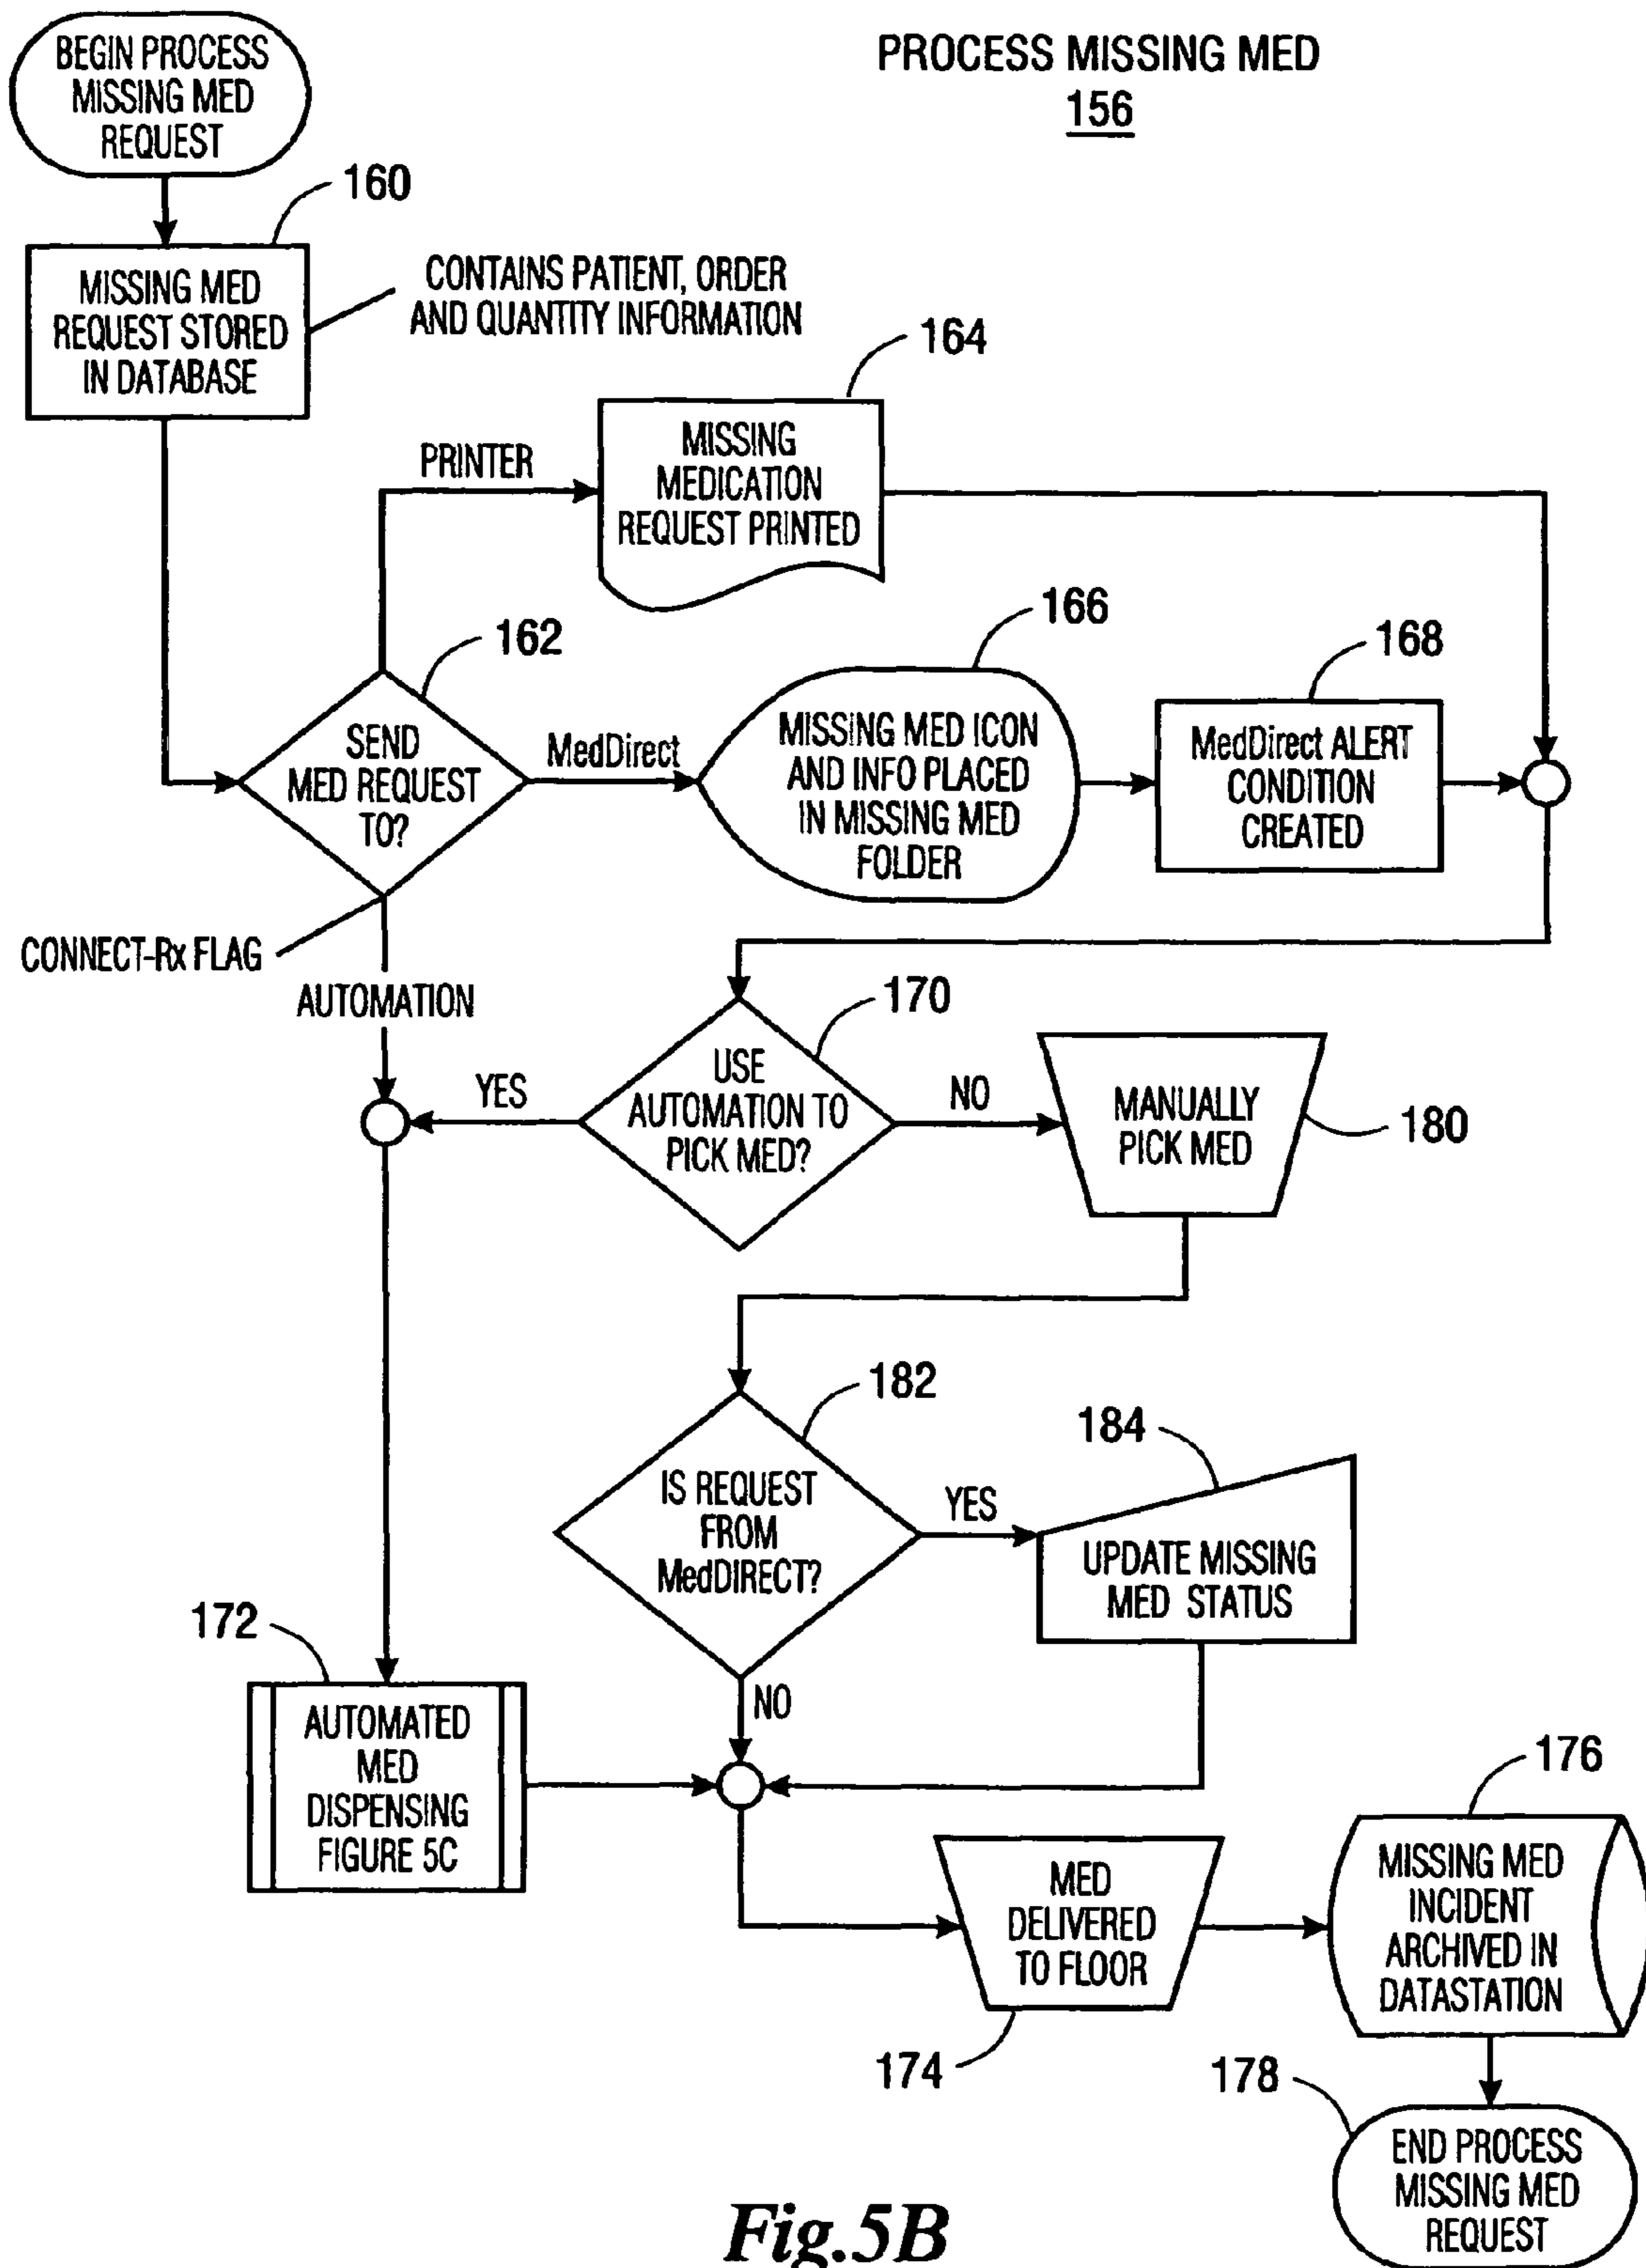 PROCESS MISSING MED
156
BEGIN PROCESS
MISSING MED
REQUEST
160
MISSING MED
REQUEST STORED
IN DATABASE
CONTAINS PATIENT, ORDER
AND QUANTITY INFORMATION
164
PRINTER
MISSING
MEDICATION
REQUEST PRINTED
162
SEND
MED REQUEST
TO?
MedDirect
166
MISSING MED ICON
AND INFO PLACED
IN MISSING MED
FOLDER
168
MedDirect ALERT
CONDITION
CREATED
CONNECT-Rx FLAG
AUTOMATION
170
USE
AUTOMATION TO
PICK MED?
YES
NO
MANUALLY
PICK MED
180
182
IS REQUEST
FROM
MedDIRECT?
YES
184
UPDATE MISSING
MED STATUS
NO
172
AUTOMATED
MED
DISPENSING
FIGURE 5C
MED
DELIVERED
TO FLOOR
174
176
MISSING MED
INCIDENT
ARCHIVED IN
DATASTATION
178
END PROCESS
MISSING MED
REQUEST
Fig.5B